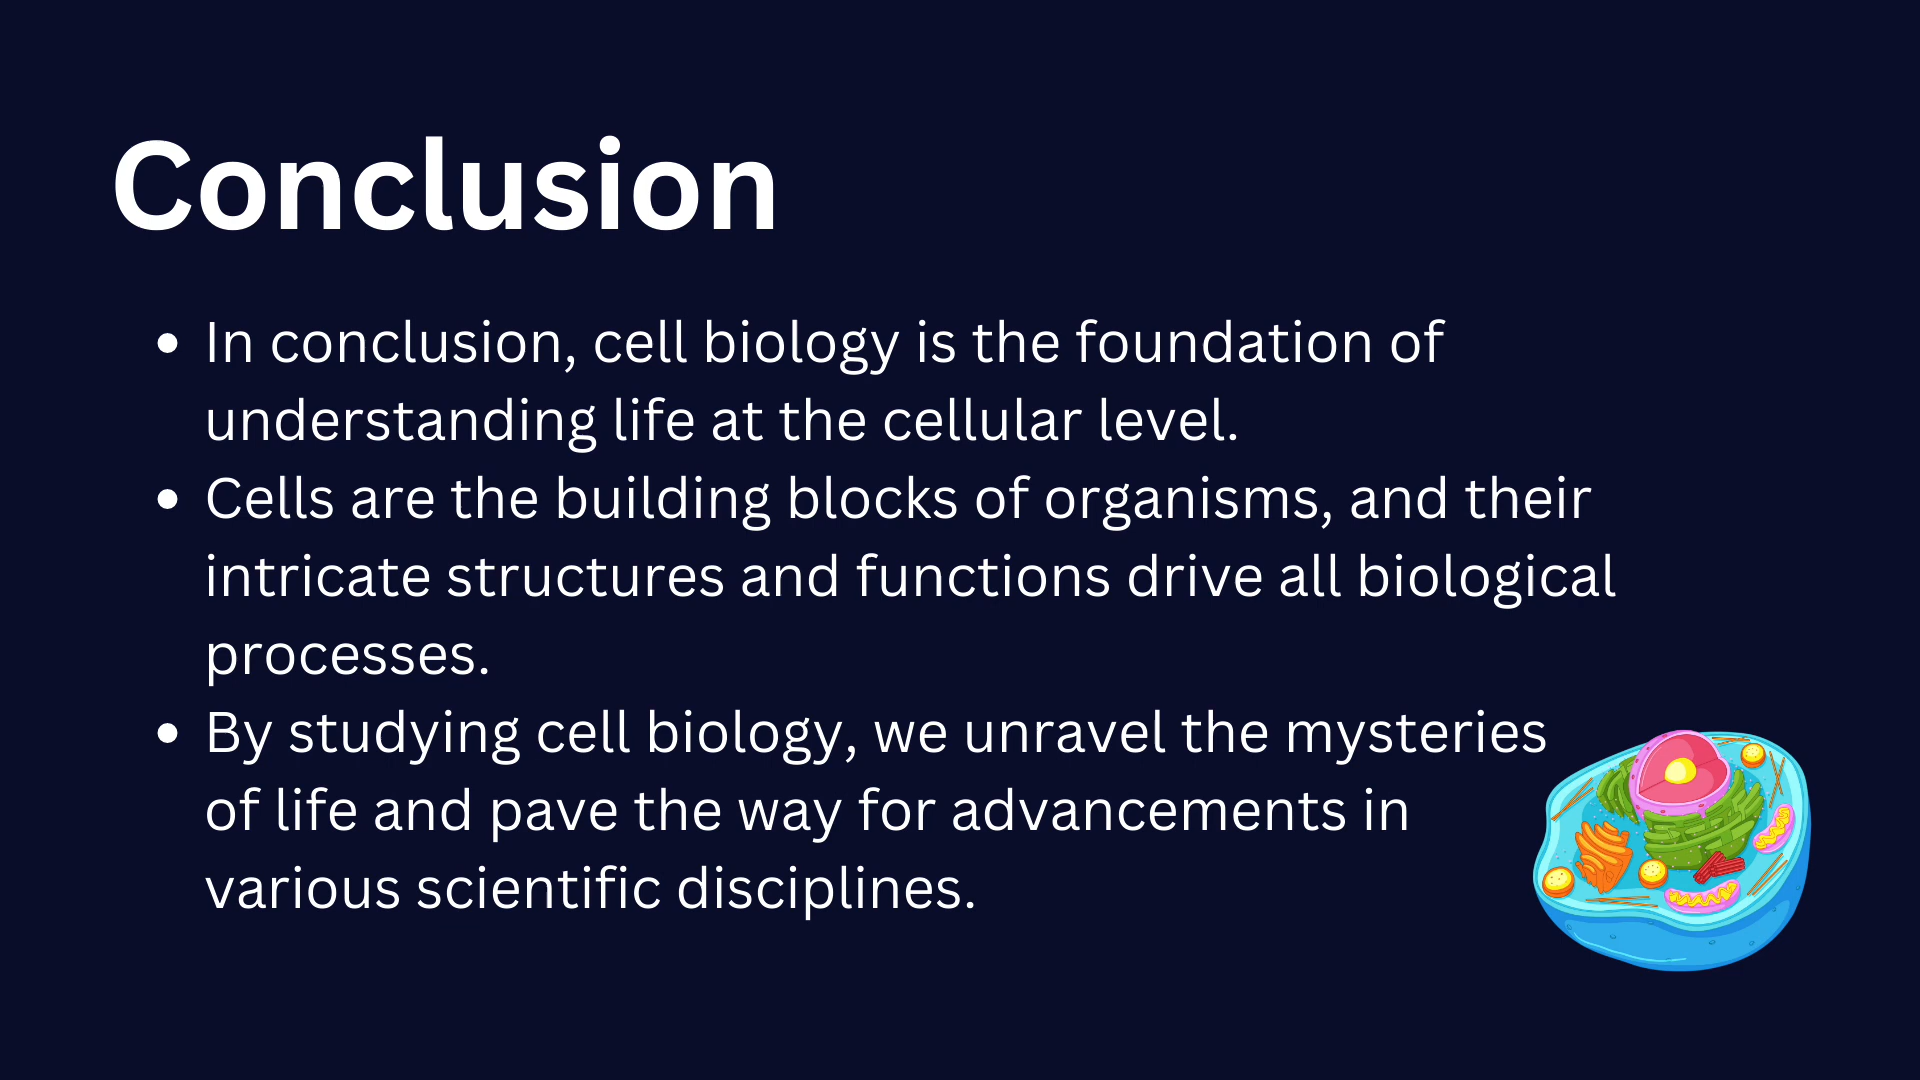 Conclusion
• In conclusion, cell biology is the foundation of
understanding life at the cellular level.
• Cells are the building blocks of organisms, and their
intricate structures and functions drive all biological
processes.
• By studying cell biology, we unravel the mysteries
of life and pave the way for advancements in
various scientific disciplines.